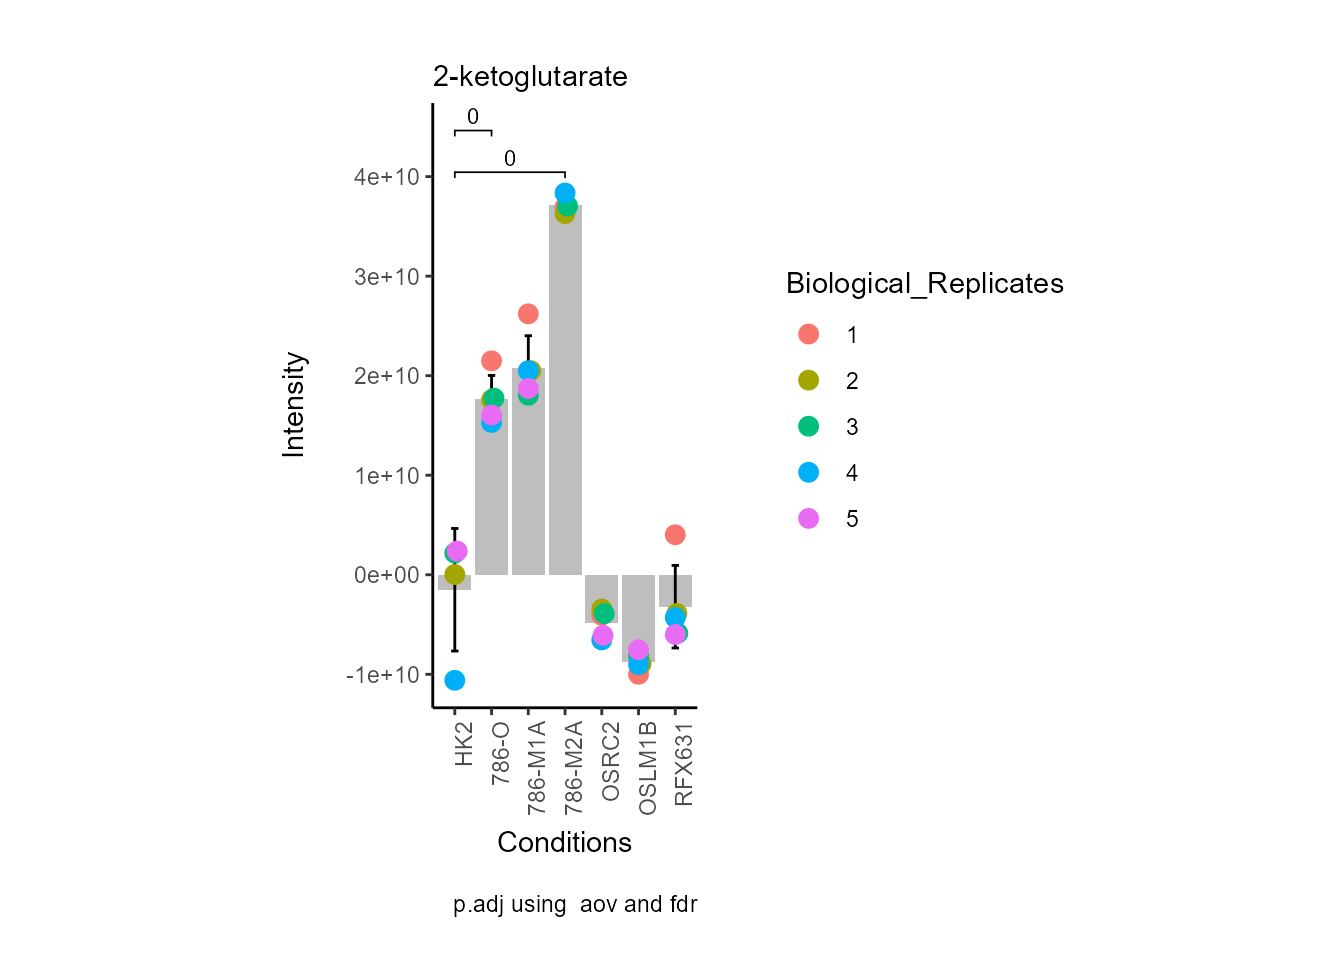 2-ketoglutarate
0
0
4e+10
3e+10
2e+10
1e+10
0e+00
-1e+10
Intensity
HK2
786-O
786-M1A
786-M2A
OSRC2
OSLM1B
RFX631
Conditions
p.adj using  aov and fdr
Biological_Replicates
1
2
3
4
5